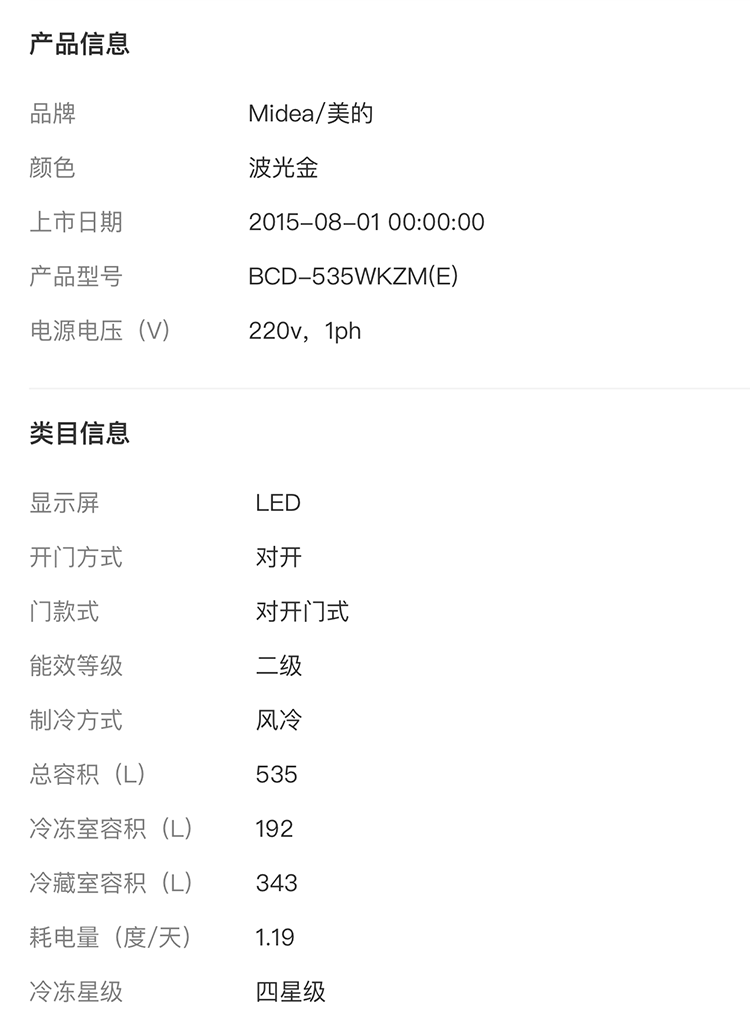 产品信息
品牌 Midea/美的
颜色 波光金
上市日期 2015-08-01 00:00:00
产品型号 BCD-535WKZM(E)
电源电压（V） 220v，1ph
类目信息
显示屏 LED
开门方式 对开
门款式 对开门式
能效等级 二级
制冷方式 风冷
总容积（L） 535
冷冻室容积（L） 192
冷藏室容积（L） 343
耗电量（度/天） 1.19
冷冻星级 四星级